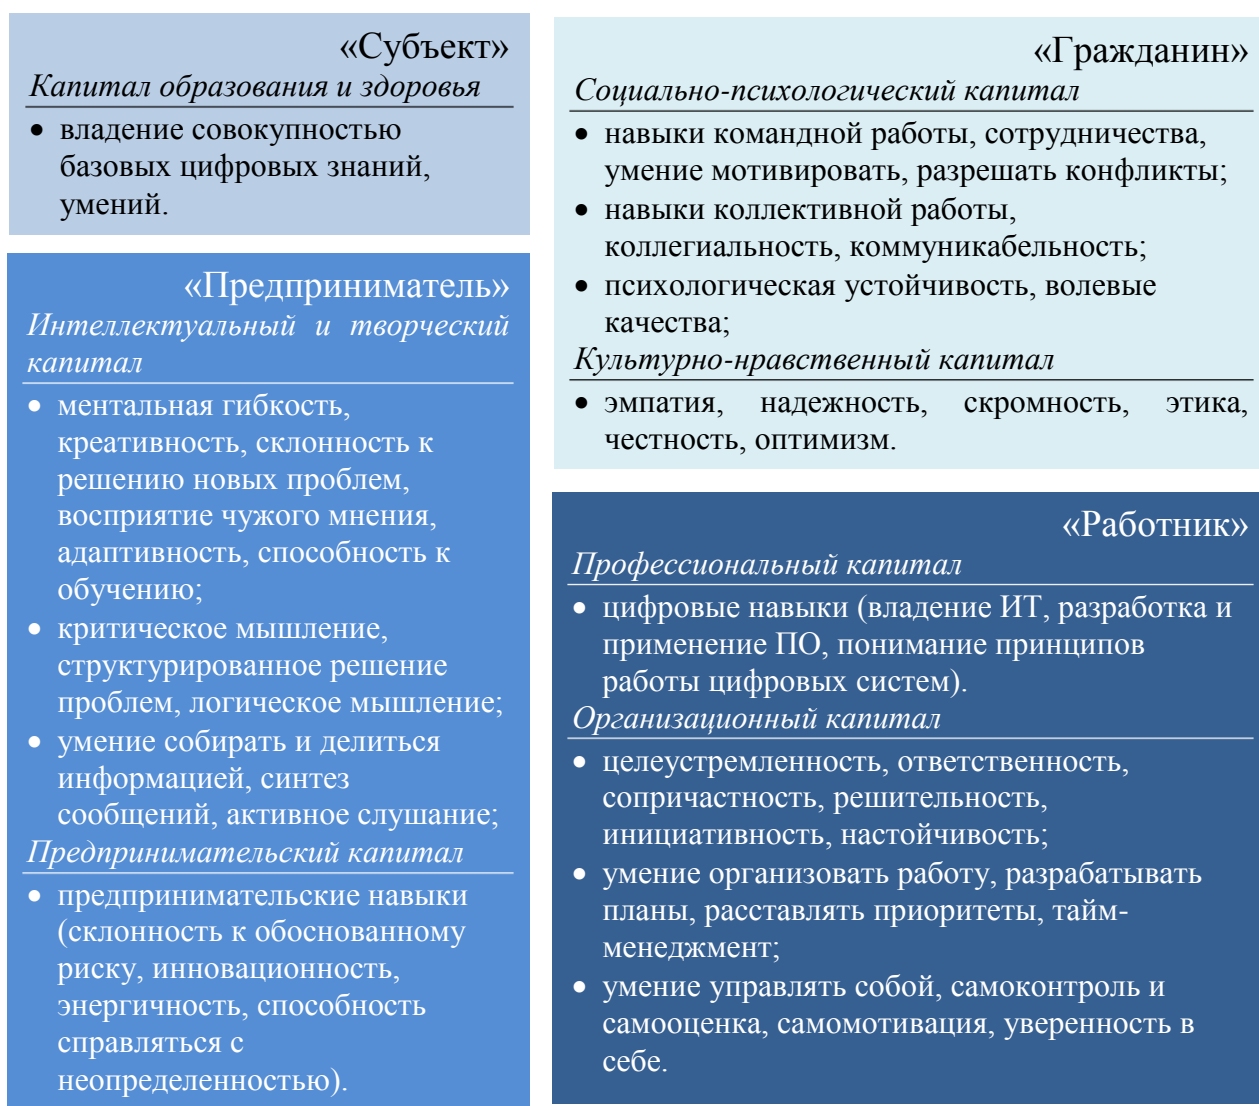 «Субъект»
Капитал образования и здоровья
• владение совокупностью
базовых цифровых знаний,
умений.
«Предприниматель»
Интеллектуальный и творческий
капитал
• ментальная гибкость,
креативность, склонность к
решению новых проблем,
восприятие чужого мнения,
адаптивность, способность к
обучению;
• критическое мышление,
структурированное решение
проблем, логическое мышление;
• умение собирать и делиться
информацией, синтез
сообщений, активное слушание;
Предпринимательский капитал
• предпринимательские навыки
(склонность к обоснованному
риску, инновационность,
энергичность, способность
справляться с
неопределенностью).
«Гражданин»
Социально-психологический капитал
• навыки командной работы, сотрудничества,
умение мотивировать, разрешать конфликты;
• навыки коллективной работы,
коллегиальность, коммуникабельность;
• психологическая устойчивость, волевые
качества;
Культурно-нравственный капитал
• эмпатия, надежность, скромность, этика,
честность, оптимизм.
«Работник»
Профессиональный капитал
• цифровые навыки (владение ИТ, разработка и
применение ПО, понимание принципов
работы цифровых систем).
Организационный капитал
• целеустремленность, ответственность,
сопричастность, решительность,
инициативность, настойчивость;
• умение организовать работу, разрабатывать
планы, расставлять приоритеты, тайм-
менеджмент;
• умение управлять собой, самоконтроль и
самооценка, самомотивация, уверенность в
себе.